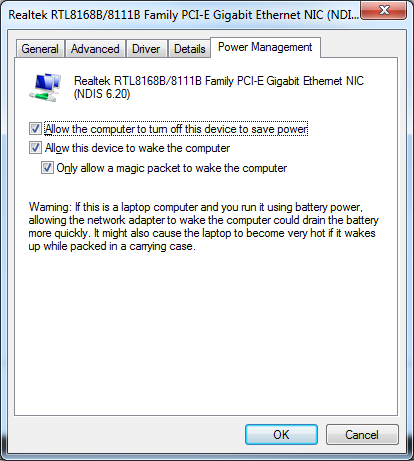 Realtek RTL8168B/8111B Family PCI-E Gigabit Ethernet NIC (NDI...
General Advanced Driver Details Power Management
Realtek RTL8168B/8111B Family PCI-E Gigabit Ethernet NIC
(NDIS 6.20)
Allow the computer to turn off this device to save power
Allow this device to wake the computer
Only allow a magic packet to wake the computer
Warning: If this is a laptop computer and you run it using battery power,
allowing the network adapter to wake the computer could drain the battery
more quickly. It might also cause the laptop to become very hot if it wakes
up while packed in a carrying case.
OK Cancel